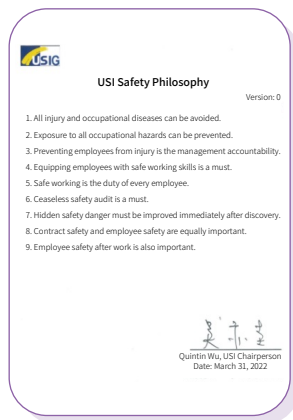 USIG
USI Safety Philosophy
Version: 0
1. All injury and occupational diseases can be avoided.
2. Exposure to all occupational hazards can be prevented.
3. Preventing employees from injury is the management accountability.
4. Equipping employees with safe working skills is a must.
5. Safe working is the duty of every employee.
6. Ceaseless safety audit is a must.
7. Hidden safety danger must be improved immediately after discovery.
8. Contract safety and employee safety are equally important.
9. Employee safety after work is also important.
Quintin Wu, USI Chairperson
Date: March 31, 2022